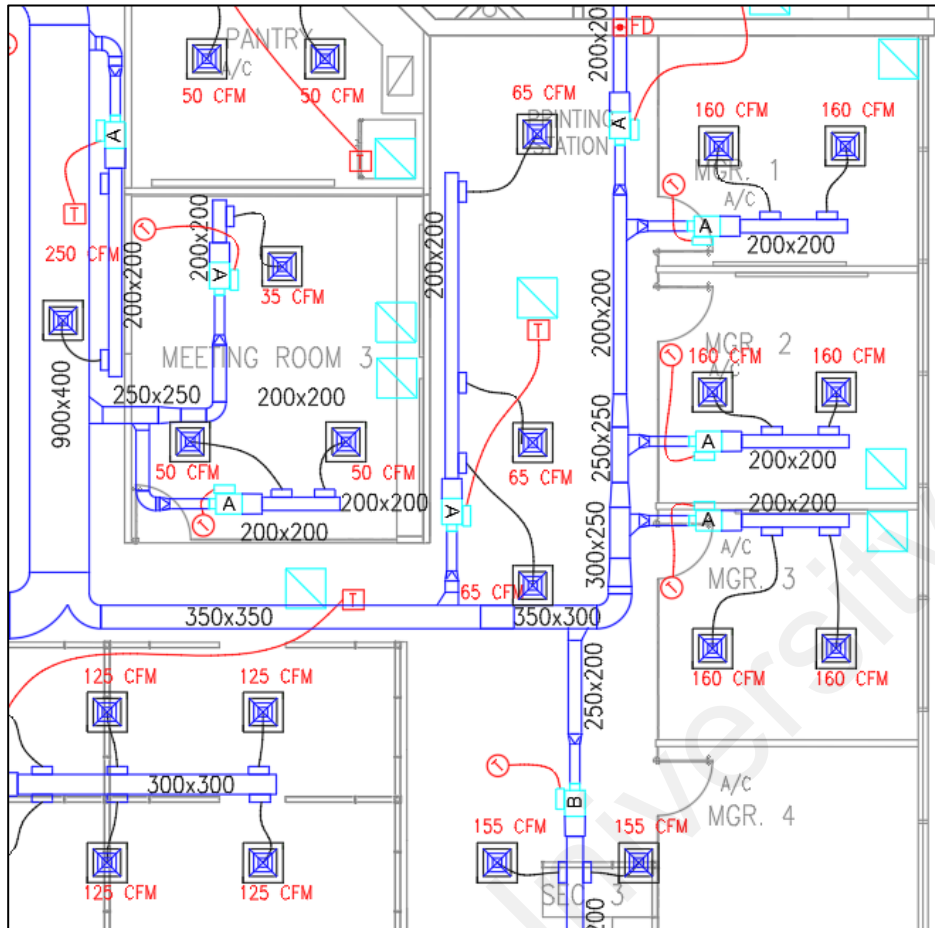 PANTRY
A/C
50 CFM
50 CFM
65 CFM
PRINTING
STATION
200x200
FD
A
A
160 CFM
160 CFM
MGR. 1
A/C
T
T
T
T
A
200x200
250 CFM
200x200
200x200
A
35 CFM
200x200
200x200
T
MGR. 2
A/C
160 CFM
160 CFM
MEETING ROOM 3
900x400
250x250
200x200
50 CFM
50 CFM
65 CFM
250x250
A
200x200
A
T
200x200
200x200
A
200x200
A
A/C
MGR. 3
300x250
T
T
65 CFM
350x350
350x300
160 CFM
160 CFM
125 CFM
125 CFM
250x200
T
300x300
B
A/C
MGR. 4
155 CFM
155 CFM
125 CFM
125 CFM
SEC 3
200
University